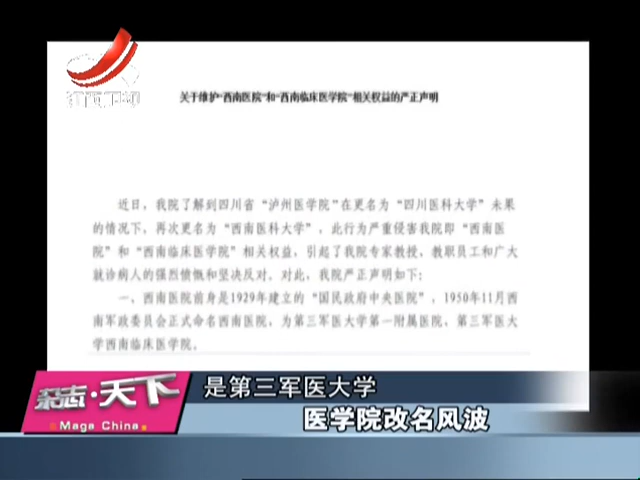 江西卫视
关于维护“西南医院”和“西南临床医学院”相关权益的严正声明
近日，我院了解到四川省“泸州医学院”在更名为“四川医科大学”未果
的情况下，再次更名为“西南医科大学”，此行为严重侵害我院即“西南医
院”和“西南临床医学院”相关权益，引起了我院专家教授、教职员工和广大
就诊病人的强烈愤慨和坚决反对。对此，我院严正声明如下：
一、西南医院前身是1929年建立的“国民政府中央医院”，1950年11月西
南军政委员会正式命名西南医院，为第三军医大学第一附属医院、第三军医大
学西南临床医学院。
杂志·天下
Maga China
是第三军医大学
医学院改名风波